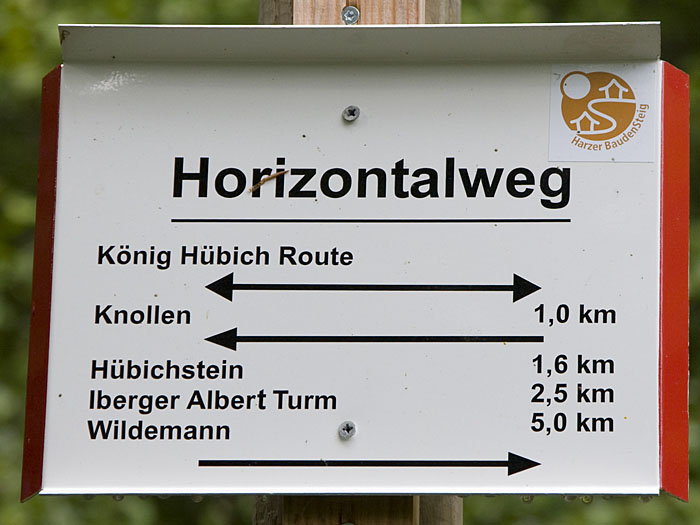 Harzer BaudenSteig
Horizontalweg
König Hübich Route
Knollen 1,0 km
Hübichstein 1,6 km
Iberger Albert Turm 2,5 km
Wildemann 5,0 km